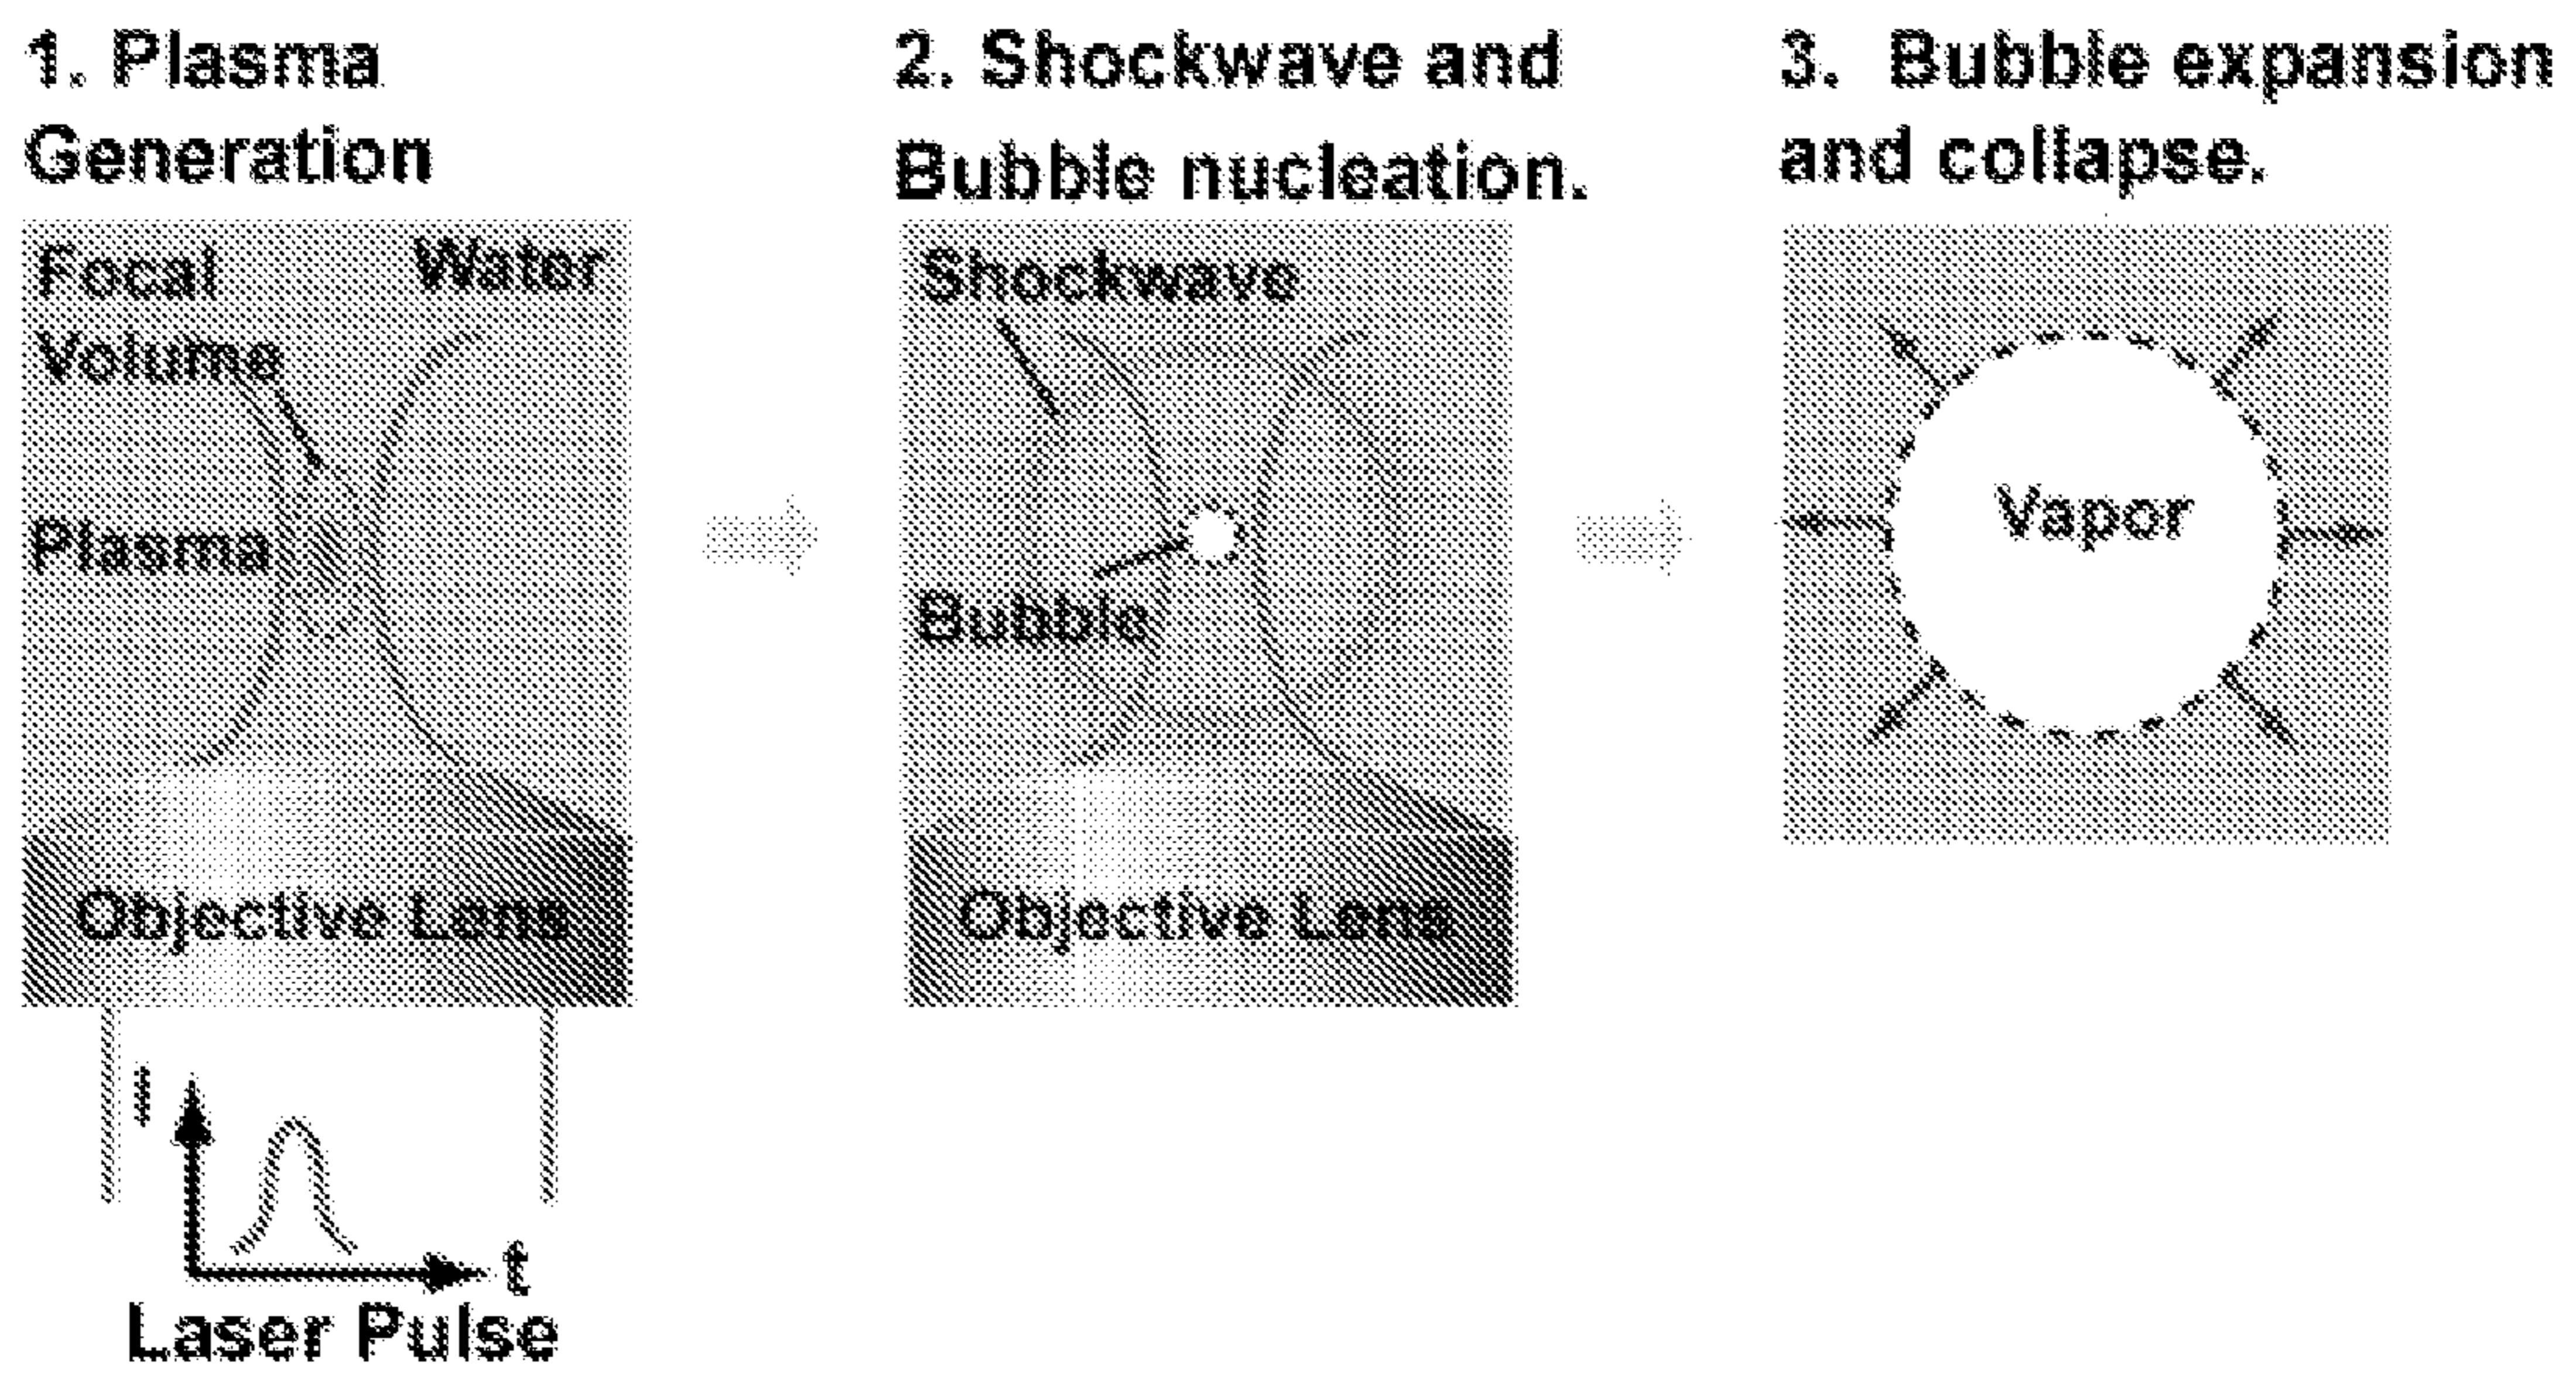 1. Plasma
Generation
Focal
Volume
Water
Plasma
Objective Lens
I
t
Laser Pulse
2. Shockwave and
Bubble nucleation.
Shockwave
Bubble
Objective Lens
3. Bubble expansion
and collapse.
Vapor